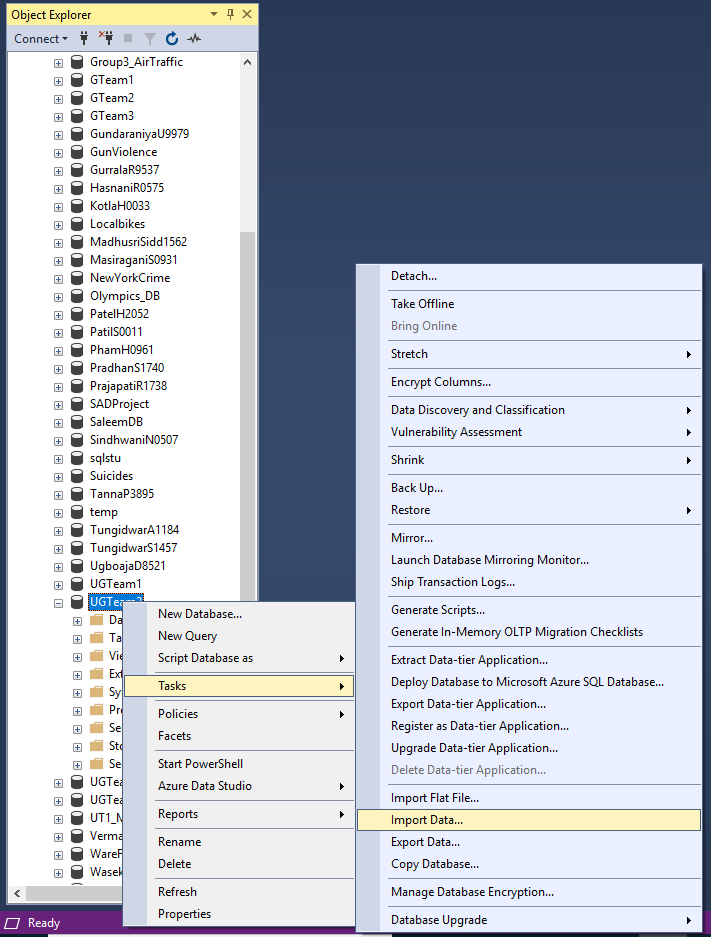 Object Explorer
Connect
Group3_AirTraffic
GTeam1
GTeam2
GTeam3
GundaraniyaU9979
GunViolence
GurralaR9537
HasnaniR0575
KotlaH0033
Localbikes
MadhusriSidd1562
MasiraganiS0931
NewYorkCrime
Olympics_DB
PatelH2052
PatilS0011
PhamH0961
PradhanS1740
PrajapatiR1738
SADProject
SaleemDB
SindhwaniN0507
sqlstu
Suicides
TannaP3895
temp
TungidwarA1184
TungidwarS1457
UgboajaD8521
UGTeam1
UGTeam
Da
Ta
Vie
Ext
Sy
Pr
Se
Sto
Se
UGTea
UGTea
UT1_N
Verma
WareP
Wasek
Ready
New Database...
New Query
Script Database as
Tasks
Policies
Facets
Start PowerShell
Azure Data Studio
Reports
Rename
Delete
Refresh
Properties
Detach...
Take Offline
Bring Online
Stretch
Encrypt Columns...
Data Discovery and Classification
Vulnerability Assessment
Shrink
Back Up...
Restore
Mirror...
Launch Database Mirroring Monitor...
Ship Transaction Logs...
Generate Scripts...
Generate In-Memory OLTP Migration Checklists
Extract Data-tier Application...
Deploy Database to Microsoft Azure SQL Database...
Export Data-tier Application...
Register as Data-tier Application...
Upgrade Data-tier Application...
Delete Data-tier Application...
Import Flat File...
Import Data...
Export Data...
Copy Database...
Manage Database Encryption...
Database Upgrade